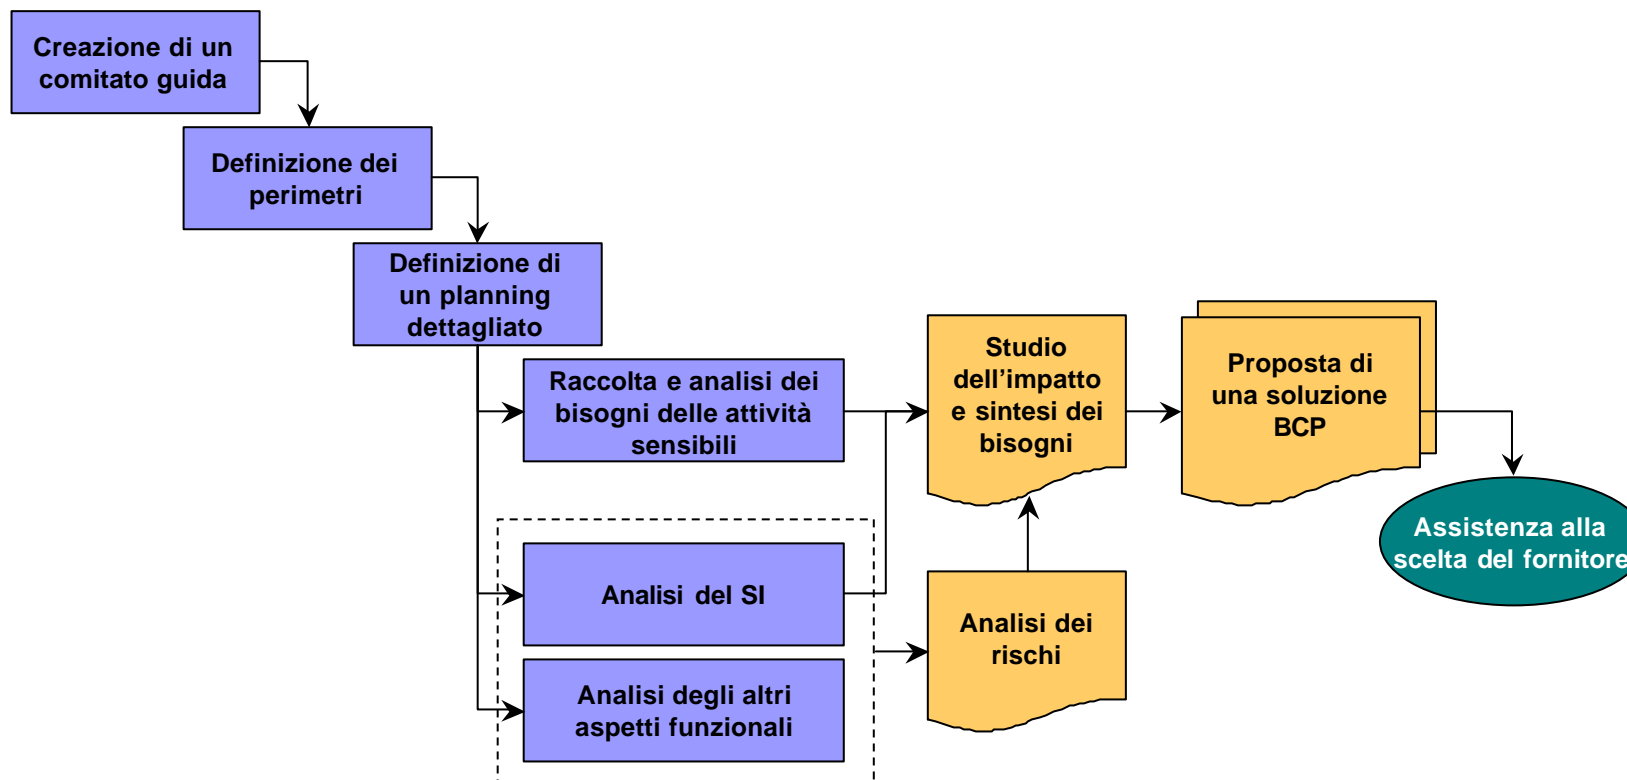 Creazione di un
comitato guida
Definizione dei
perimetri
Definizione di
un planning
dettagliato
Raccolta e analisi dei
bisogni delle attività
sensibili
Studio
dell’impatto
e sintesi dei
bisogni
Proposta di
una soluzione
BCP
Assistenza alla
scelta del fornitore
Analisi del SI
Analisi dei
rischi
Analisi degli altri
aspetti funzionali